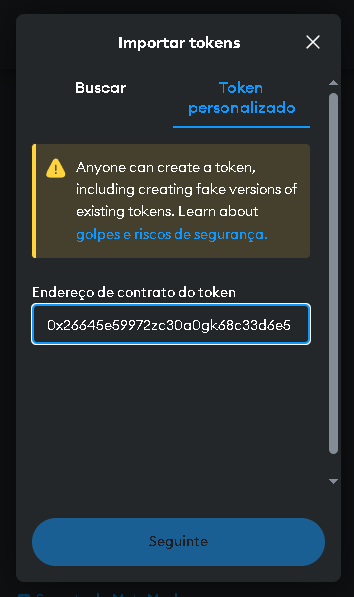 Importar tokens
Buscar
Token
personalizado
Anyone can create a token,
including creating fake versions of
existing tokens. Learn about
golpes e riscos de segurança.
Endereço de contrato do token
0x26645e59972zc30a0gk68c33d6e5
Seguinte